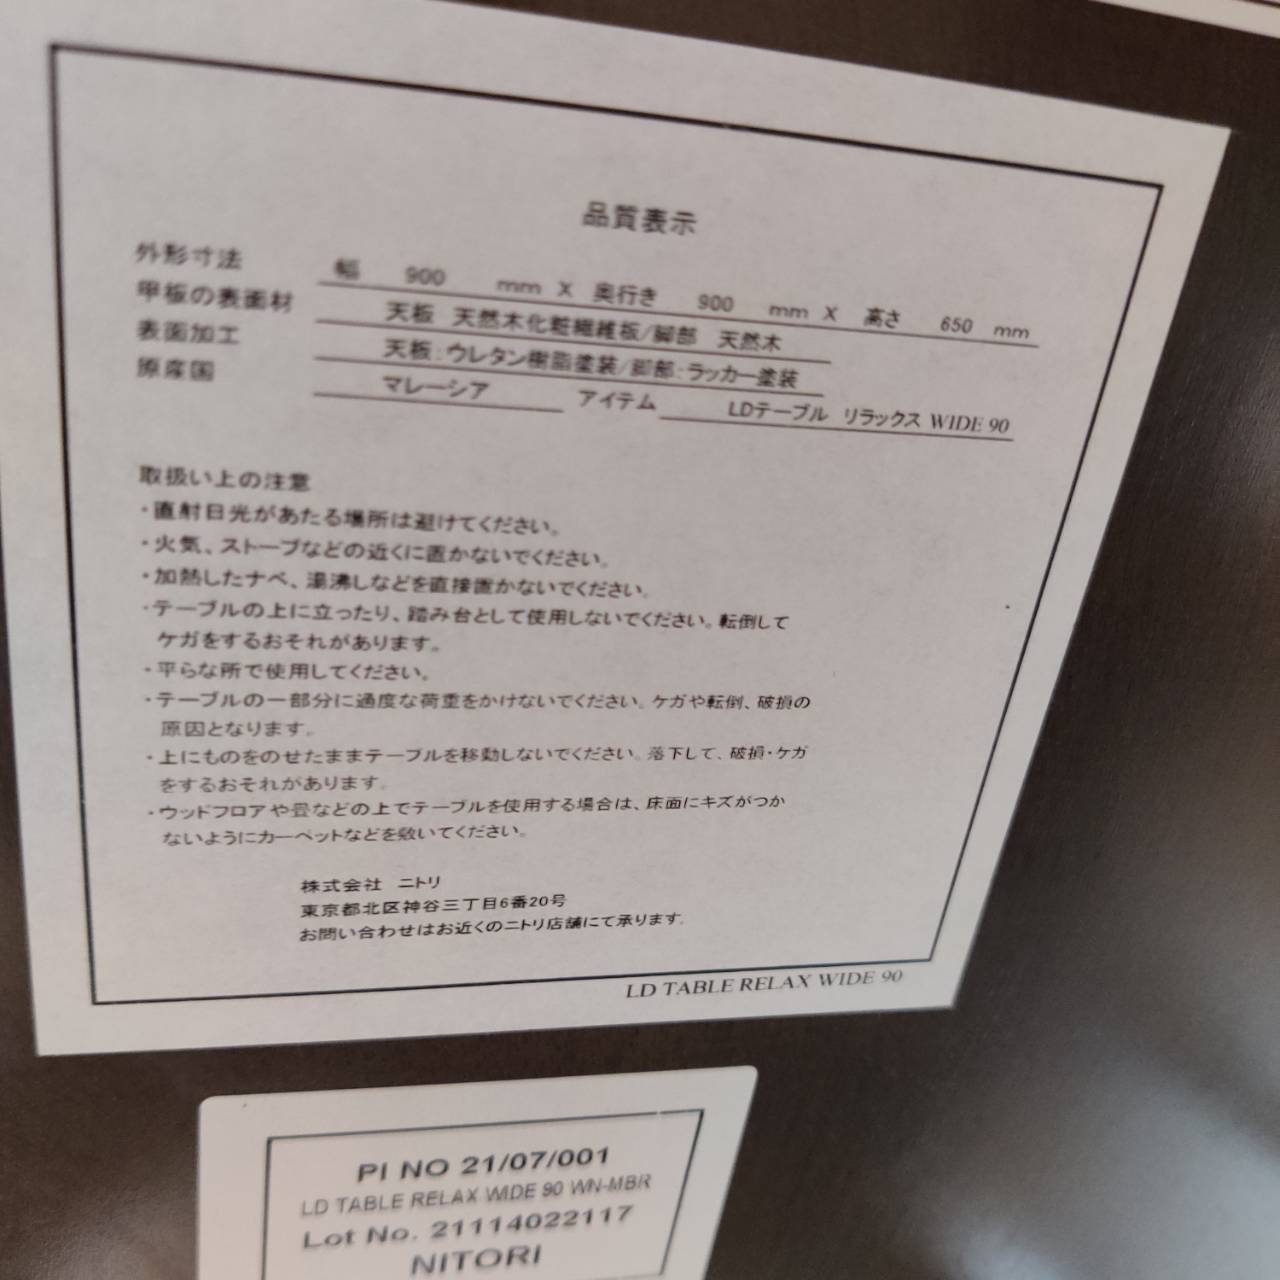 品質表示
外形寸法 幅 900 mm X 奥行き 900 mm X 高さ 650 mm
甲板の表面材 天板 天然木化粧繊維板/脚部 天然木
表面加工 天板:ウレタン樹脂塗装/脚部:ラッカー塗装
原産国 マレーシア アイテム LDテーブル リラックス WIDE 90
取扱い上の注意
・直射日光があたる場所は避けてください。
・火気、ストーブなどの近くに置かないでください。
・加熱したナベ、湯沸しなどを直接置かないでください。
・テーブルの上に立ったり、踏み台として使用しないでください。転倒して
ケガをするおそれがあります。
・平らな所で使用してください。
・テーブルの一部分に過度な荷重をかけないでください。ケガや転倒、破損の
原因となります。
・上にものをのせたままテーブルを移動しないでください。落下して、破損・ケガ
をするおそれがあります。
・ウッドフロアや畳などの上でテーブルを使用する場合は、床面にキズがつか
ないようにカーペットなどを敷いてください。
株式会社 ニトリ
東京都北区神谷三丁目6番20号
お問い合わせはお近くのニトリ店舗にて承ります.
LD TABLE RELAX WIDE 90
PI NO 21/07/001
LD TABLE RELAX WIDE 90 WN-MBR
Lot No. 21114022117
NITORI